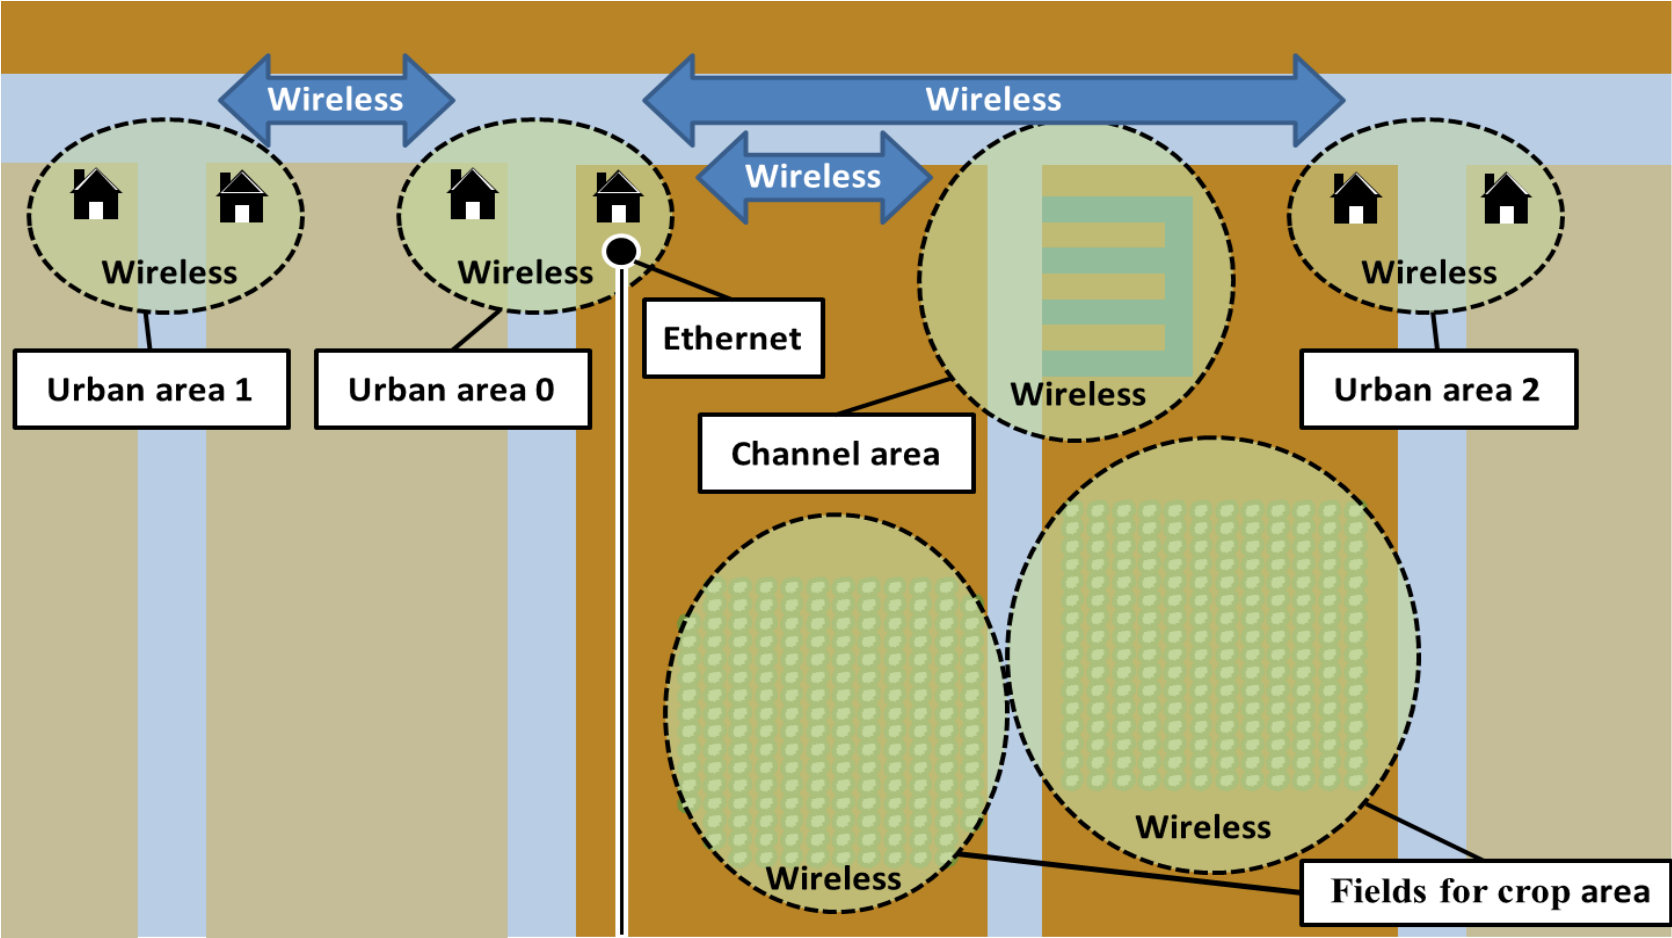 Wireless
Wireless
Wireless
Wireless
Wireless
Wireless
Ethernet
Urban area 1
Urban area 0
Wireless
Urban area 2
Channel area
Wireless
Wireless
Fields for crop area